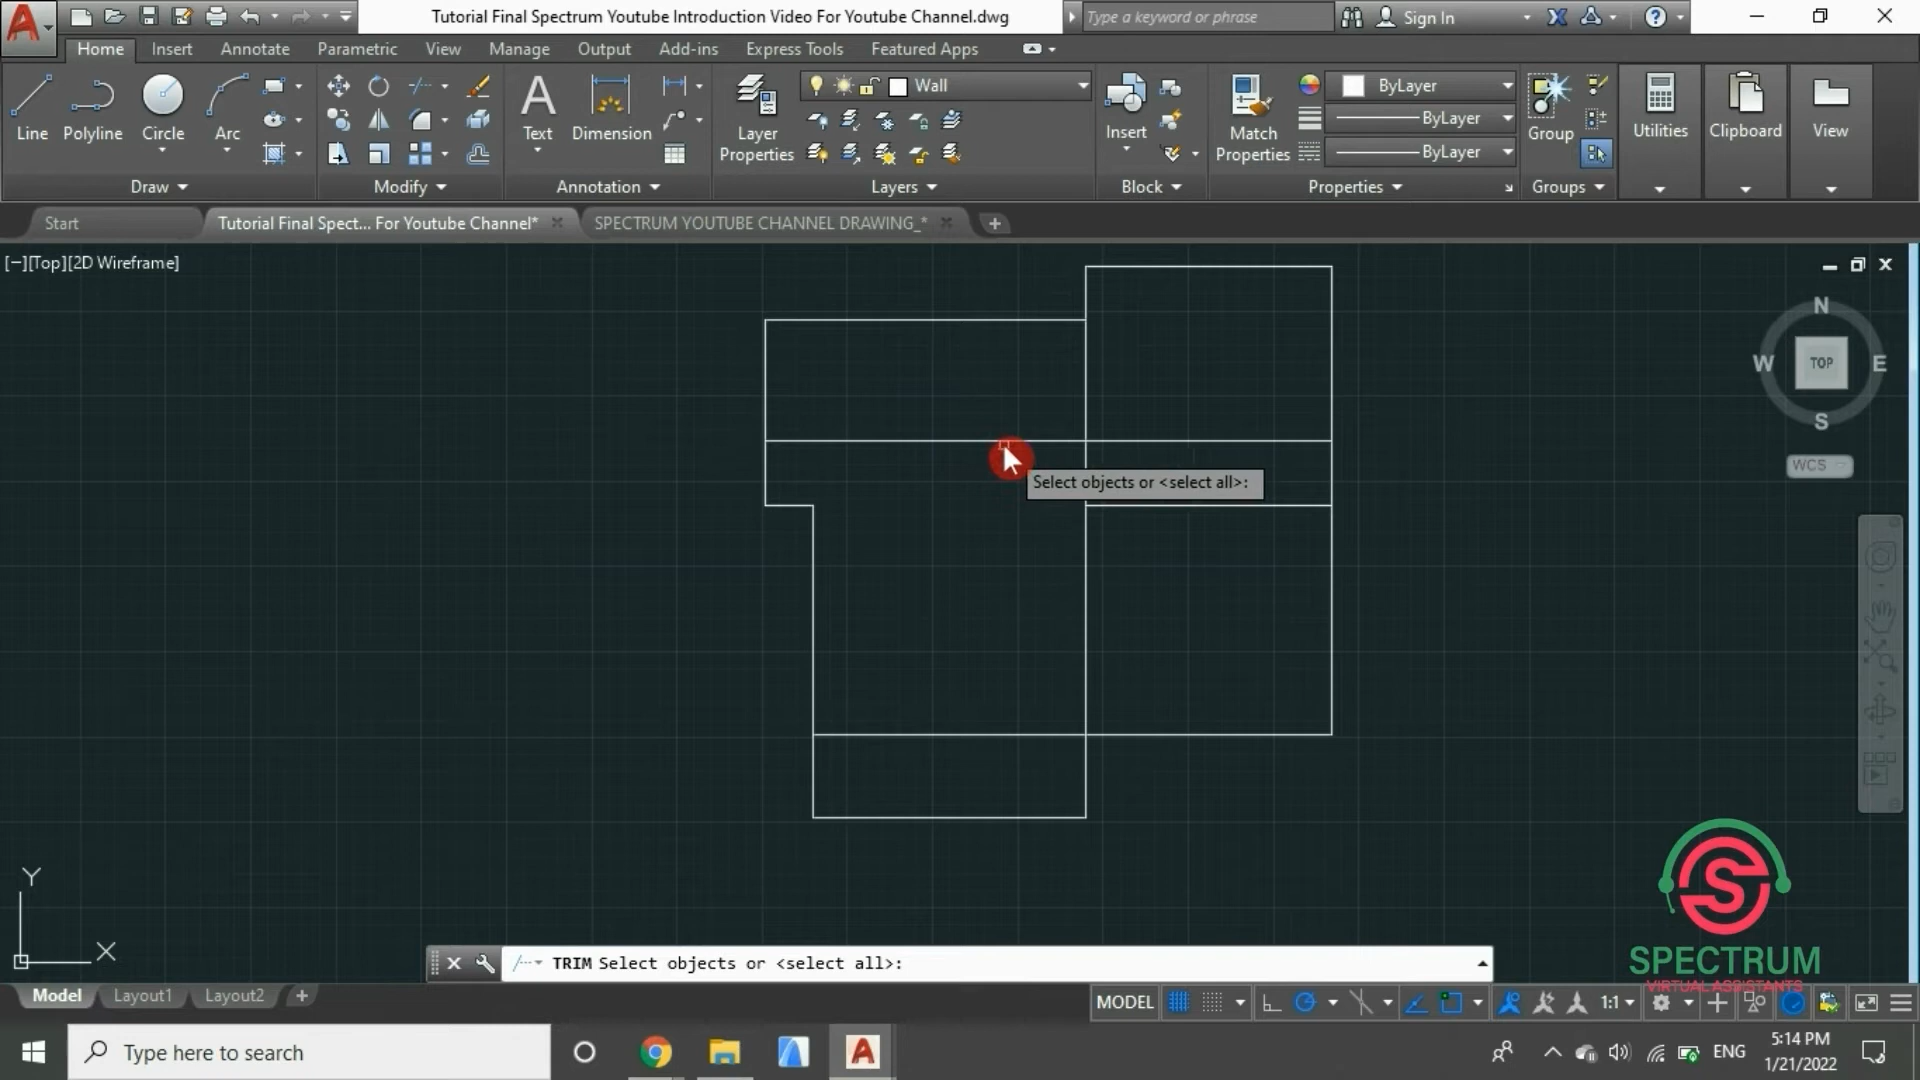 Tutorial Final Spectrum Youtube Introduction Video For Youtube Channel.dwg
Type a keyword or phrase
Sign In
Home Insert Annotate Parametric View Manage Output Add-ins Express Tools Featured Apps
Wall
ByLayer
ByLayer
ByLayer
Line Polyline Circle Arc
Text Dimension
Layer Properties
Insert
Match Properties
Group
Utilities Clipboard View
Draw Modify Annotation Layers Block Properties Groups
Start
Tutorial Final Spect... For Youtube Channel*
SPECTRUM YOUTUBE CHANNEL DRAWING_*
[−][Top][2D Wireframe]
N
W TOP E
S
WCS
Select objects or <select all>:
Y
X
TRIM Select objects or <select all>:
S
SPECTRUM
VIRTUAL ASSISTANTS
Model Layout1 Layout2
MODEL
1:1
Type here to search
ENG
5:14 PM
1/21/2022